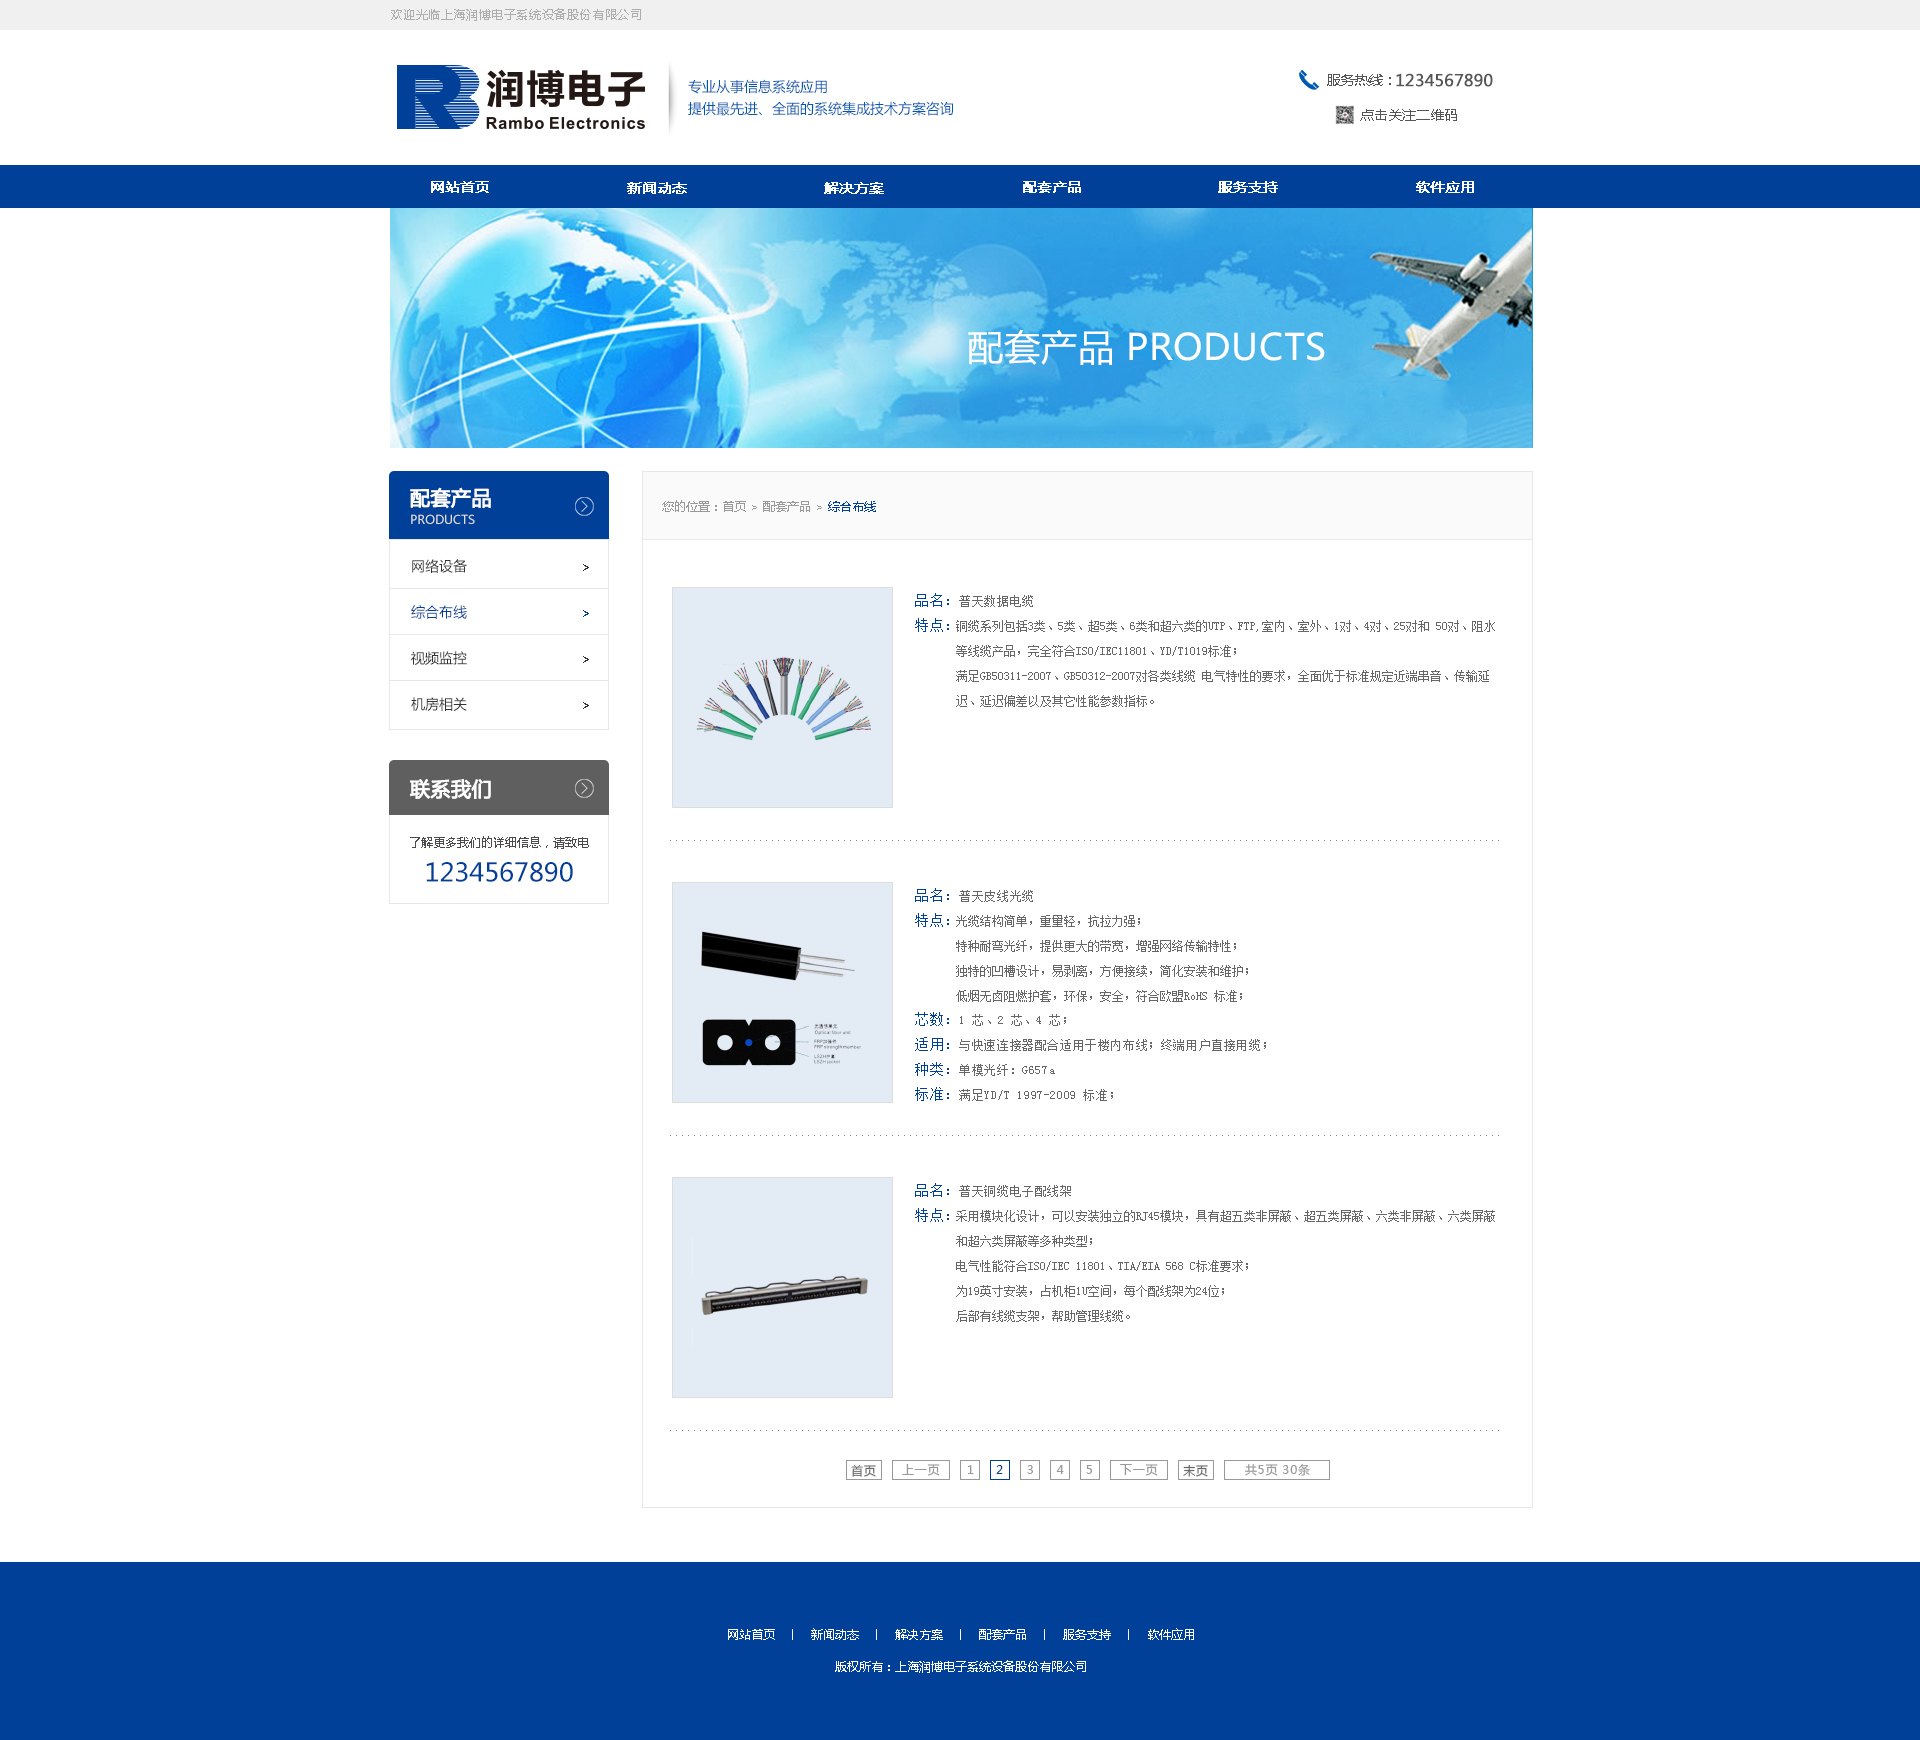 欢迎光临上海润博电子系统设备股份有限公司
润博电子
Rambo Electronics
专业从事信息系统应用
提供最先进、全面的系统集成技术方案咨询
服务热线：1234567890
点击关注二维码
网站首页 新闻动态 解决方案 配套产品 服务支持 软件应用
配套产品 PRODUCTS
配套产品
PRODUCTS
网络设备 >
综合布线 >
视频监控 >
机房相关 >
联系我们
了解更多我们的详细信息，请致电
1234567890
您的位置：首页 > 配套产品 > 综合布线
品名：普天数据电缆
特点：铜缆系列包括3类、5类、超5类、6类和超六类的UTP、FTP,室内、室外、1对、4对、25对和 50对、阻水
等线缆产品，完全符合ISO/IEC11801、YD/T1019标准；
满足GB50311-2007、GB50312-2007对各类线缆 电气特性的要求，全面优于标准规定近端串音、传输延
迟、延迟偏差以及其它性能参数指标。
品名：普天皮线光缆
特点：光缆结构简单，重量轻，抗拉力强；
特种耐弯光纤，提供更大的带宽，增强网络传输特性；
独特的凹槽设计，易剥离，方便接续，简化安装和维护；
低烟无卤阻燃护套，环保，安全，符合欧盟RoHS 标准；
芯数：1 芯、2 芯、4 芯；
适用：与快速连接器配合适用于楼内布线；终端用户直接用缆；
种类：单模光纤：G657a
标准：满足YD/T 1997-2009 标准；
品名：普天铜缆电子配线架
特点：采用模块化设计，可以安装独立的RJ45模块，具有超五类非屏蔽、超五类屏蔽、六类非屏蔽、六类屏蔽
和超六类屏蔽等多种类型；
电气性能符合ISO/IEC 11801、TIA/EIA 568 C标准要求；
为19英寸安装，占机柜1U空间，每个配线架为24位；
后部有线缆支架，帮助管理线缆。
首页 上一页 1 2 3 4 5 下一页 末页 共5页 30条
网站首页 | 新闻动态 | 解决方案 | 配套产品 | 服务支持 | 软件应用
版权所有：上海润博电子系统设备股份有限公司